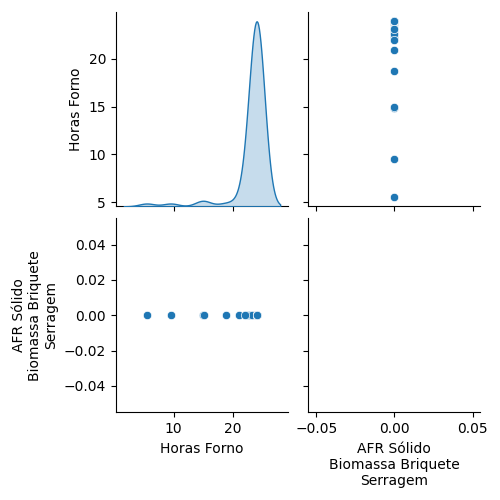 Horas Forno
20
15
10
5
AFR Sólido
Biomassa Briquete
Serragem
0.04
0.02
0.00
−0.02
−0.04
10
20
Horas Forno
−0.05
0.00
0.05
AFR Sólido
Biomassa Briquete
Serragem